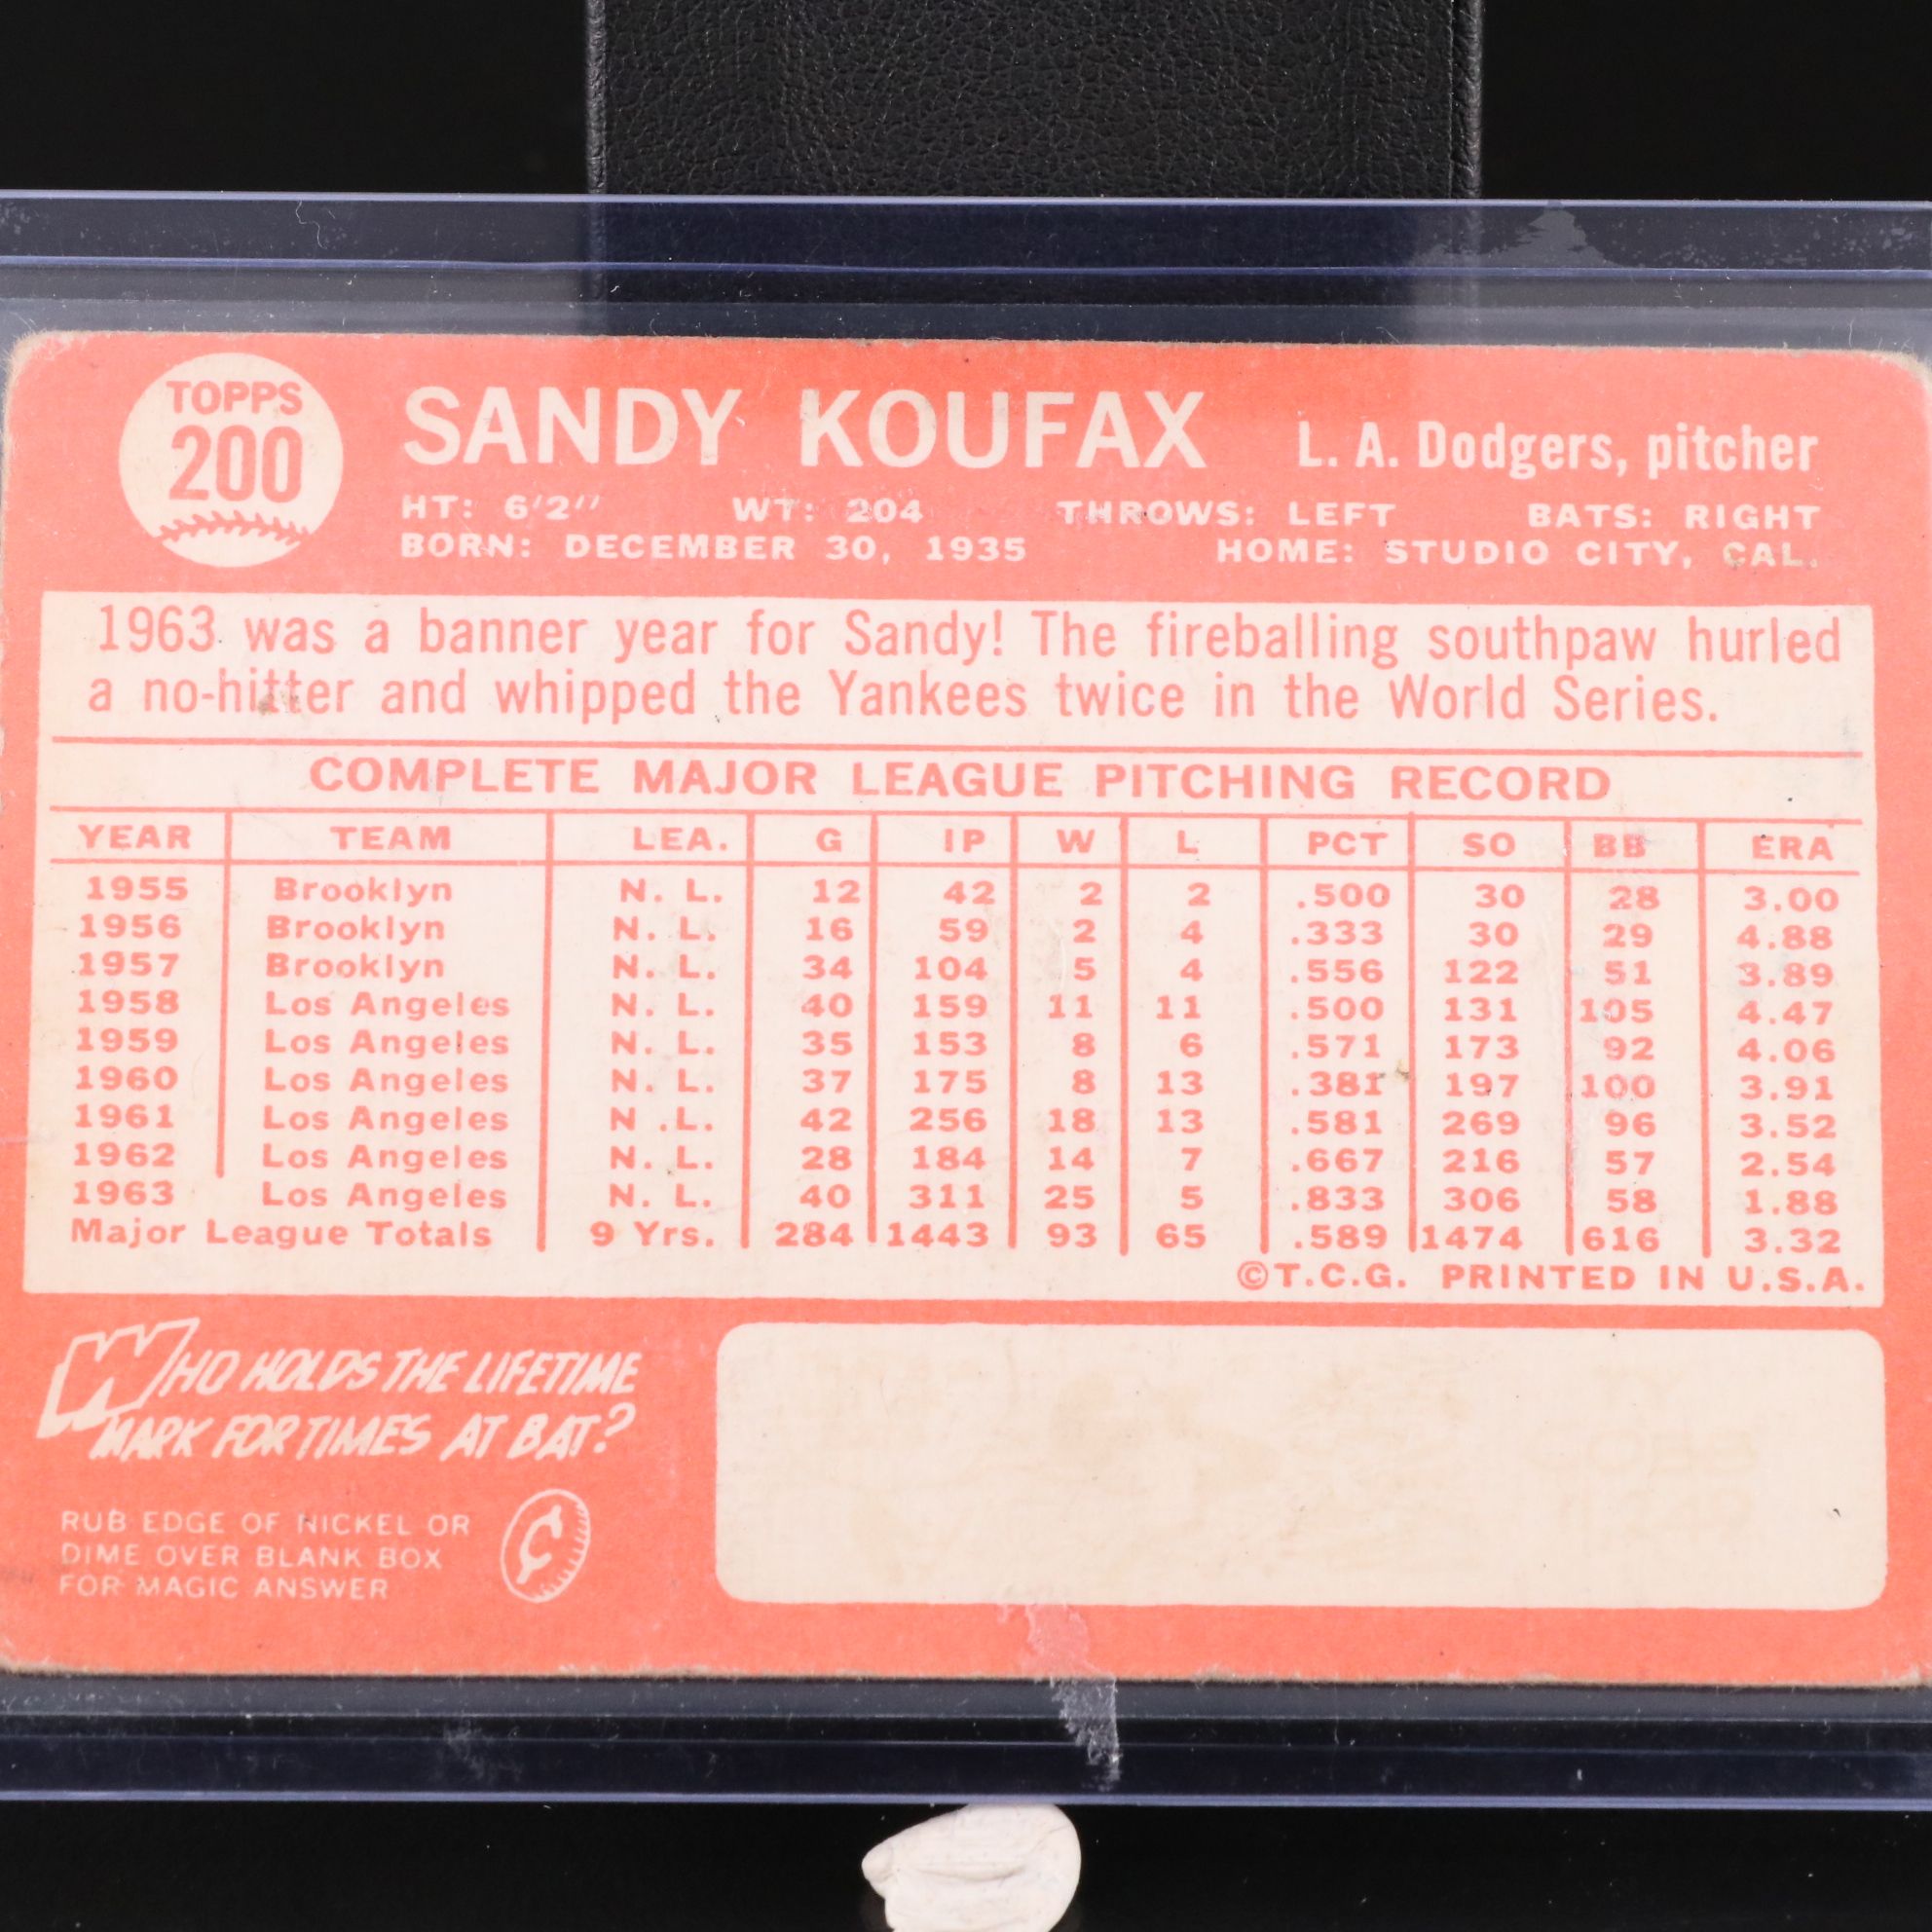 TOPPS
200
SANDY KOUFAX L. A. Dodgers, pitcher
HT: 6'2" WT: 204 THROWS: LEFT BATS: RIGHT
BORN: DECEMBER 30, 1935 HOME: STUDIO CITY, CAL.
1963 was a banner year for Sandy! The fireballing southpaw hurled
a no-hitter and whipped the Yankees twice in the World Series.
COMPLETE MAJOR LEAGUE PITCHING RECORD
YEAR TEAM LEA. G IP W L PCT SO BB ERA
1955 Brooklyn N. L. 12 42 2 2 .500 30 28 3.00
1956 Brooklyn N. L. 16 59 2 4 .333 30 29 4.88
1957 Brooklyn N. L. 34 104 5 4 .556 122 51 3.89
1958 Los Angeles N. L. 40 159 11 11 .500 131 105 4.47
1959 Los Angeles N. L. 35 153 8 6 .571 173 92 4.06
1960 Los Angeles N. L. 37 175 8 13 .381 197 100 3.91
1961 Los Angeles N .L. 42 256 18 13 .581 269 96 3.52
1962 Los Angeles N. L. 28 184 14 7 .667 216 57 2.54
1963 Los Angeles N. L. 40 311 25 5 .833 306 58 1.88
Major League Totals 9 Yrs. 284 1443 93 65 .589 1474 616 3.32
©T.C.G. PRINTED IN U.S.A.
WHO HOLDS THE LIFETIME
MARK FOR TIMES AT BAT?
RUB EDGE OF NICKEL OR
DIME OVER BLANK BOX
FOR MAGIC ANSWER
¢